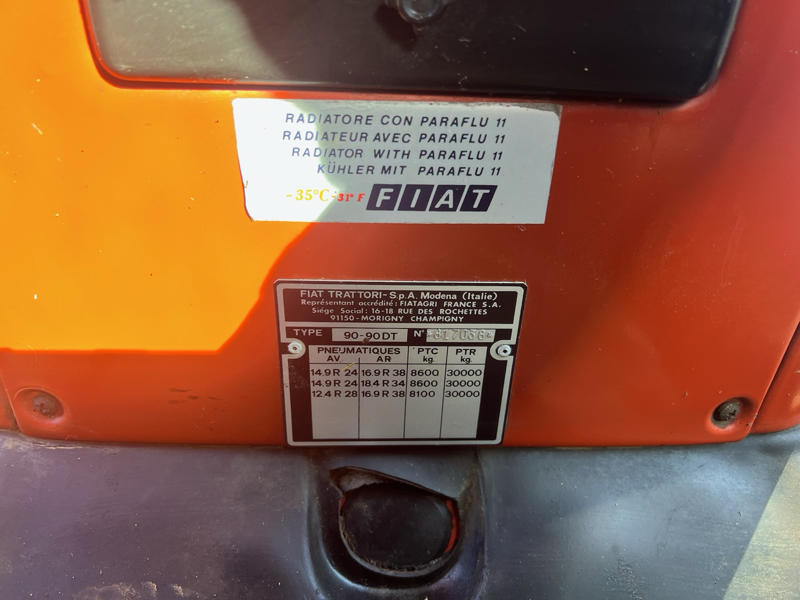 RADIATORE CON PARAFLU 11
RADIATEUR AVEC PARAFLU 11
RADIATOR WITH PARAFLU 11
KÜHLER MIT PARAFLU 11
-35°C -31° F FIAT
FIAT TRATTORI - S.p.A. Modena (Italie)
Représentant accrédité: FIATAGRI FRANCE S.A.
Siège Social: 16-18 RUE DES ROCHETTES
91150 - MORIGNY CHAMPIGNY
TYPE 90-90DT N°
PNEUMATIQUES PTC PTR
AV. AR kg. kg.
14.9 R 24 16.9 R 38 8600 30000
14.9 R 24 18.4 R 34 8600 30000
12.4 R 28 16.9 R 38 8100 30000